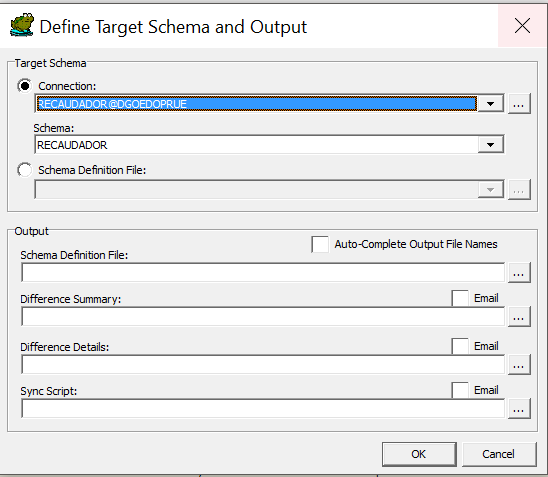 Define Target Schema and Output
Target Schema
Connection:
RECAUDADOR@DGOEDOPRUE
...
Schema:
RECAUDADOR
Schema Definition File:
...
Output
Auto-Complete Output File Names
Schema Definition File:
...
Difference Summary:
Email
...
Difference Details:
Email
...
Sync Script:
Email
...
OK
Cancel